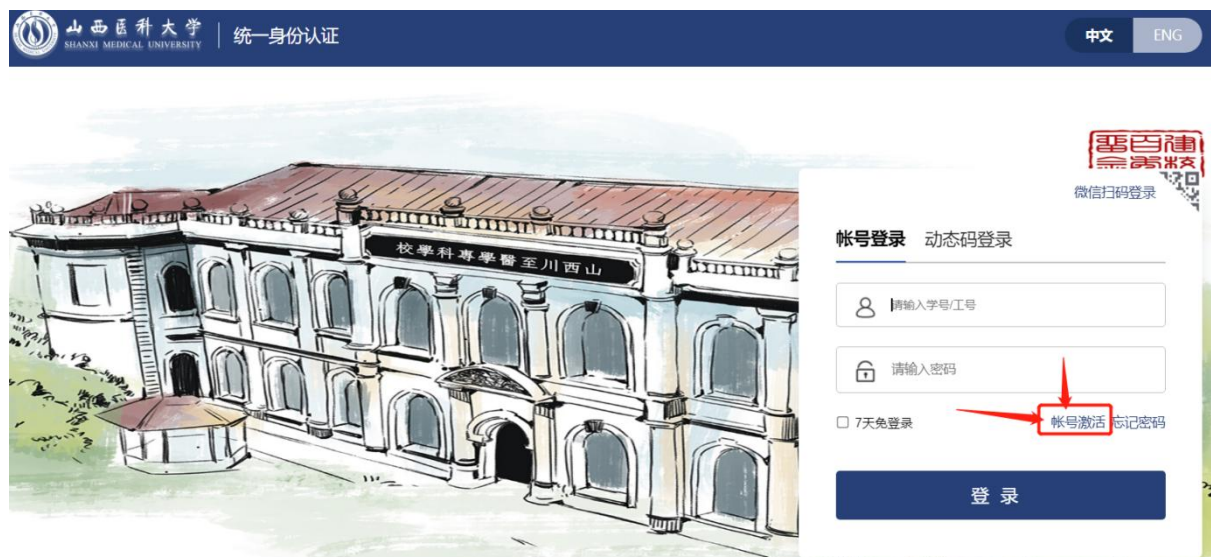 山西医科大学
SHANXI MEDICAL UNIVERSITY
统一身份认证
中文 ENG
微信扫码登录
校學科專學醫至川西山
帐号登录 动态码登录
请输入学号/工号
请输入密码
7天免登录 帐号激活 忘记密码
登 录